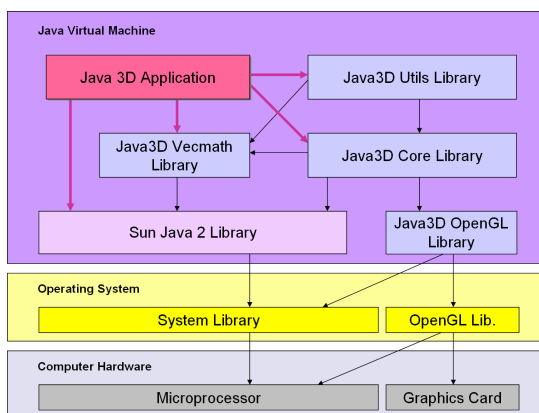 Java Virtual Machine
Java 3D Application
Java3D Utils Library
Java3D Vecmath
Library
Java3D Core Library
Sun Java 2 Library
Java3D OpenGL
Library
Operating System
System Library
OpenGL Lib.
Computer Hardware
Microprocessor
Graphics Card